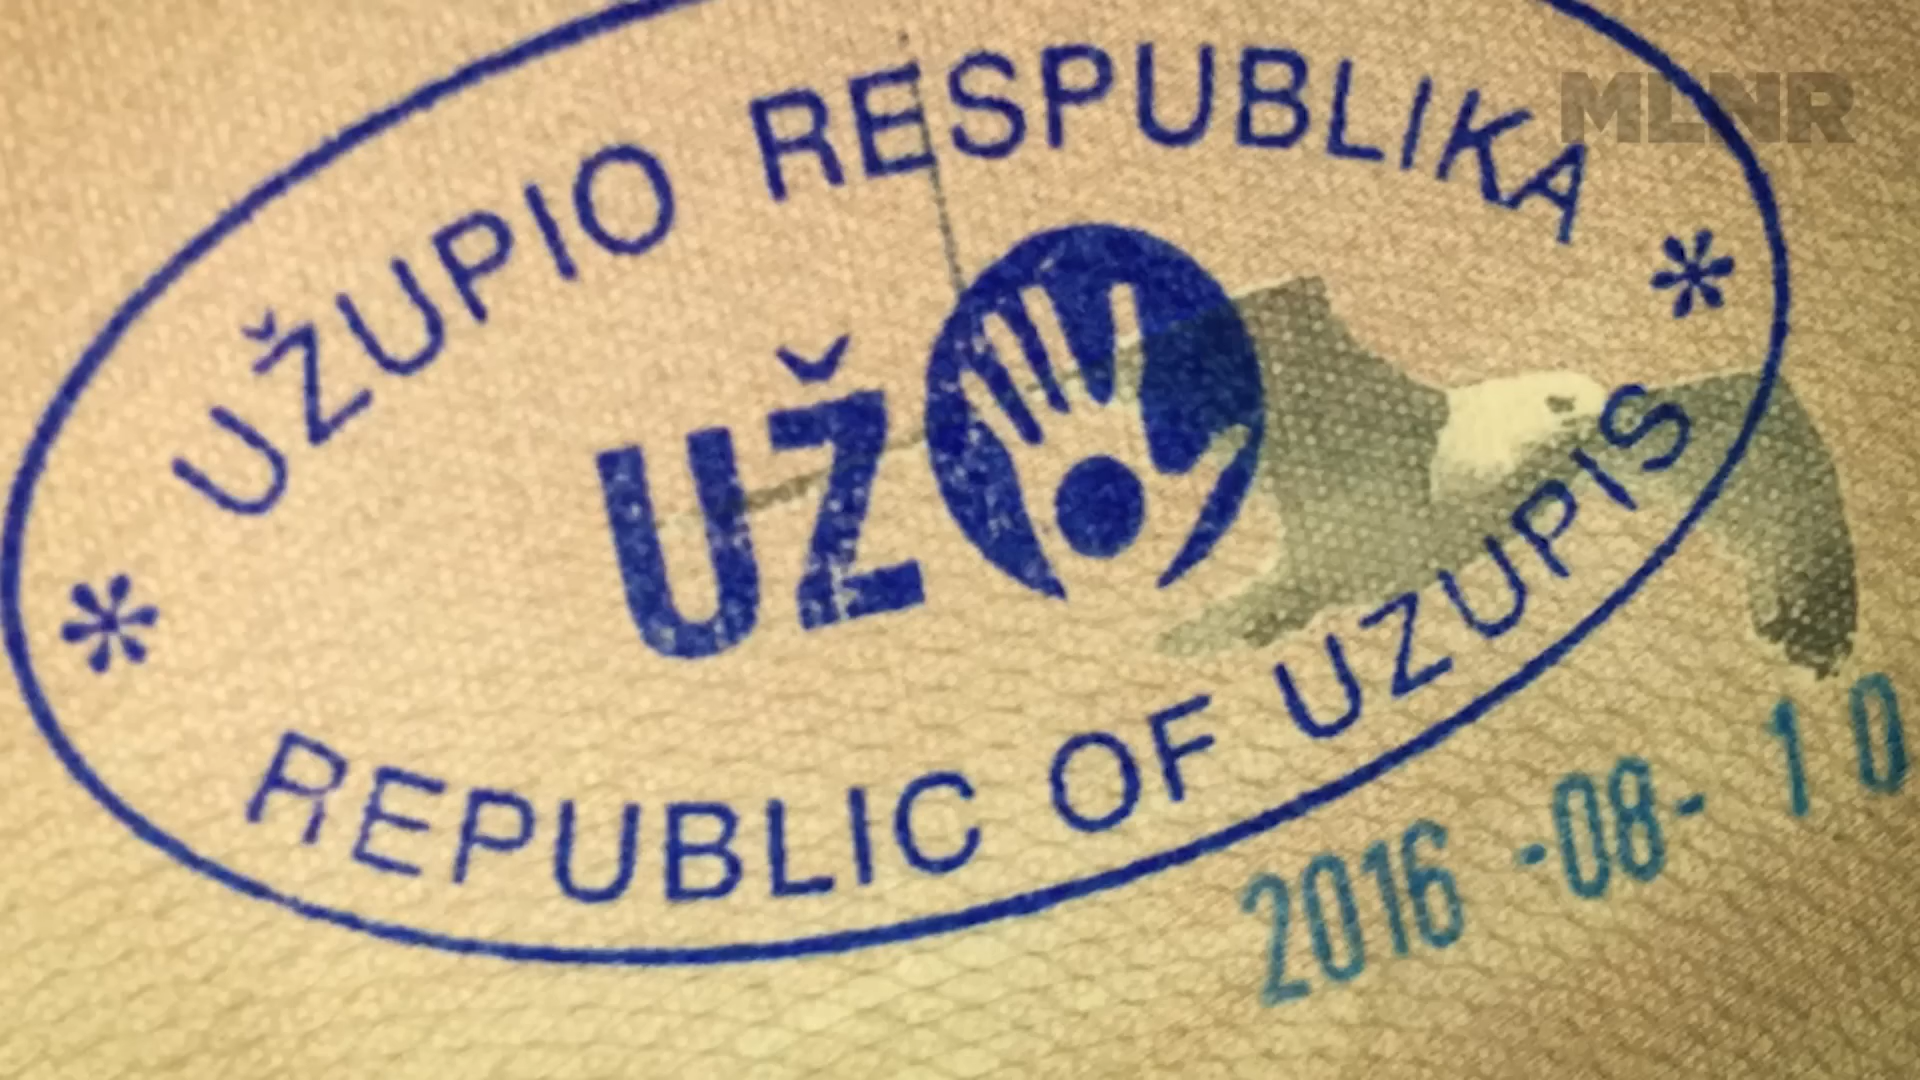 MLNR
UŽUPIO RESPUBLIKA
UŽ
REPUBLIC OF UZUPIS
2016-08-10